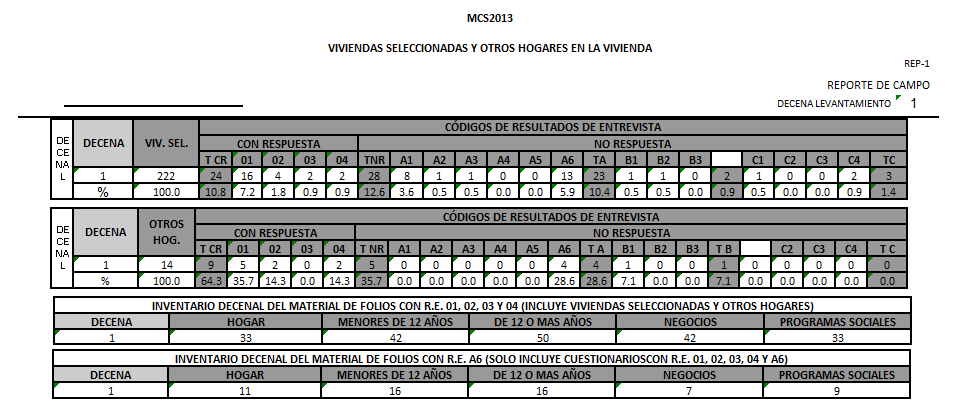 MCS2013
VIVIENDAS SELECCIONADAS Y OTROS HOGARES EN LA VIVIENDA
REP-1
REPORTE DE CAMPO
DECENA LEVANTAMIENTO 1
DE CE NA L DECENA VIV. SEL. CÓDIGOS DE RESULTADOS DE ENTREVISTA
CON RESPUESTA NO RESPUESTA
T CR 01 02 03 04 TNR A1 A2 A3 A4 A5 A6 TA B1 B2 B3 C1 C2 C3 C4 TC
1 222 24 16 4 2 2 28 8 1 1 0 0 13 23 1 1 0 2 1 0 0 2 3
% 100.0 10.8 7.2 1.8 0.9 0.9 12.6 3.6 0.5 0.5 0.0 0.0 5.9 10.4 0.5 0.5 0.0 0.9 0.5 0.0 0.0 0.9 1.4
DE CE NA L DECENA OTROS HOG. CÓDIGOS DE RESULTADOS DE ENTREVISTA
CON RESPUESTA NO RESPUESTA
T CR 01 02 03 04 T NR A1 A2 A3 A4 A5 A6 T A B1 B2 B3 T B C2 C3 C4 T C
1 14 9 5 2 0 2 5 0 0 0 0 0 4 4 1 0 0 1 0 0 0 0 0
% 100.0 64.3 35.7 14.3 0.0 14.3 35.7 0.0 0.0 0.0 0.0 0.0 28.6 28.6 7.1 0.0 0.0 7.1 0.0 0.0 0.0 0.0 0.0
INVENTARIO DECENAL DEL MATERIAL DE FOLIOS CON R.E. 01, 02, 03 Y 04 (INCLUYE VIVIENDAS SELECCIONADAS Y OTROS HOGARES)
DECENA HOGAR MENORES DE 12 AÑOS DE 12 O MAS AÑOS NEGOCIOS PROGRAMAS SOCIALES
1 33 42 50 42 33
INVENTARIO DECENAL DEL MATERIAL DE FOLIOS CON R.E. A6 (SOLO INCLUYE CUESTIONARIOSCON R.E. 01, 02, 03, 04 Y A6)
DECENA HOGAR MENORES DE 12 AÑOS DE 12 O MAS AÑOS NEGOCIOS PROGRAMAS SOCIALES
1 11 16 16 7 9